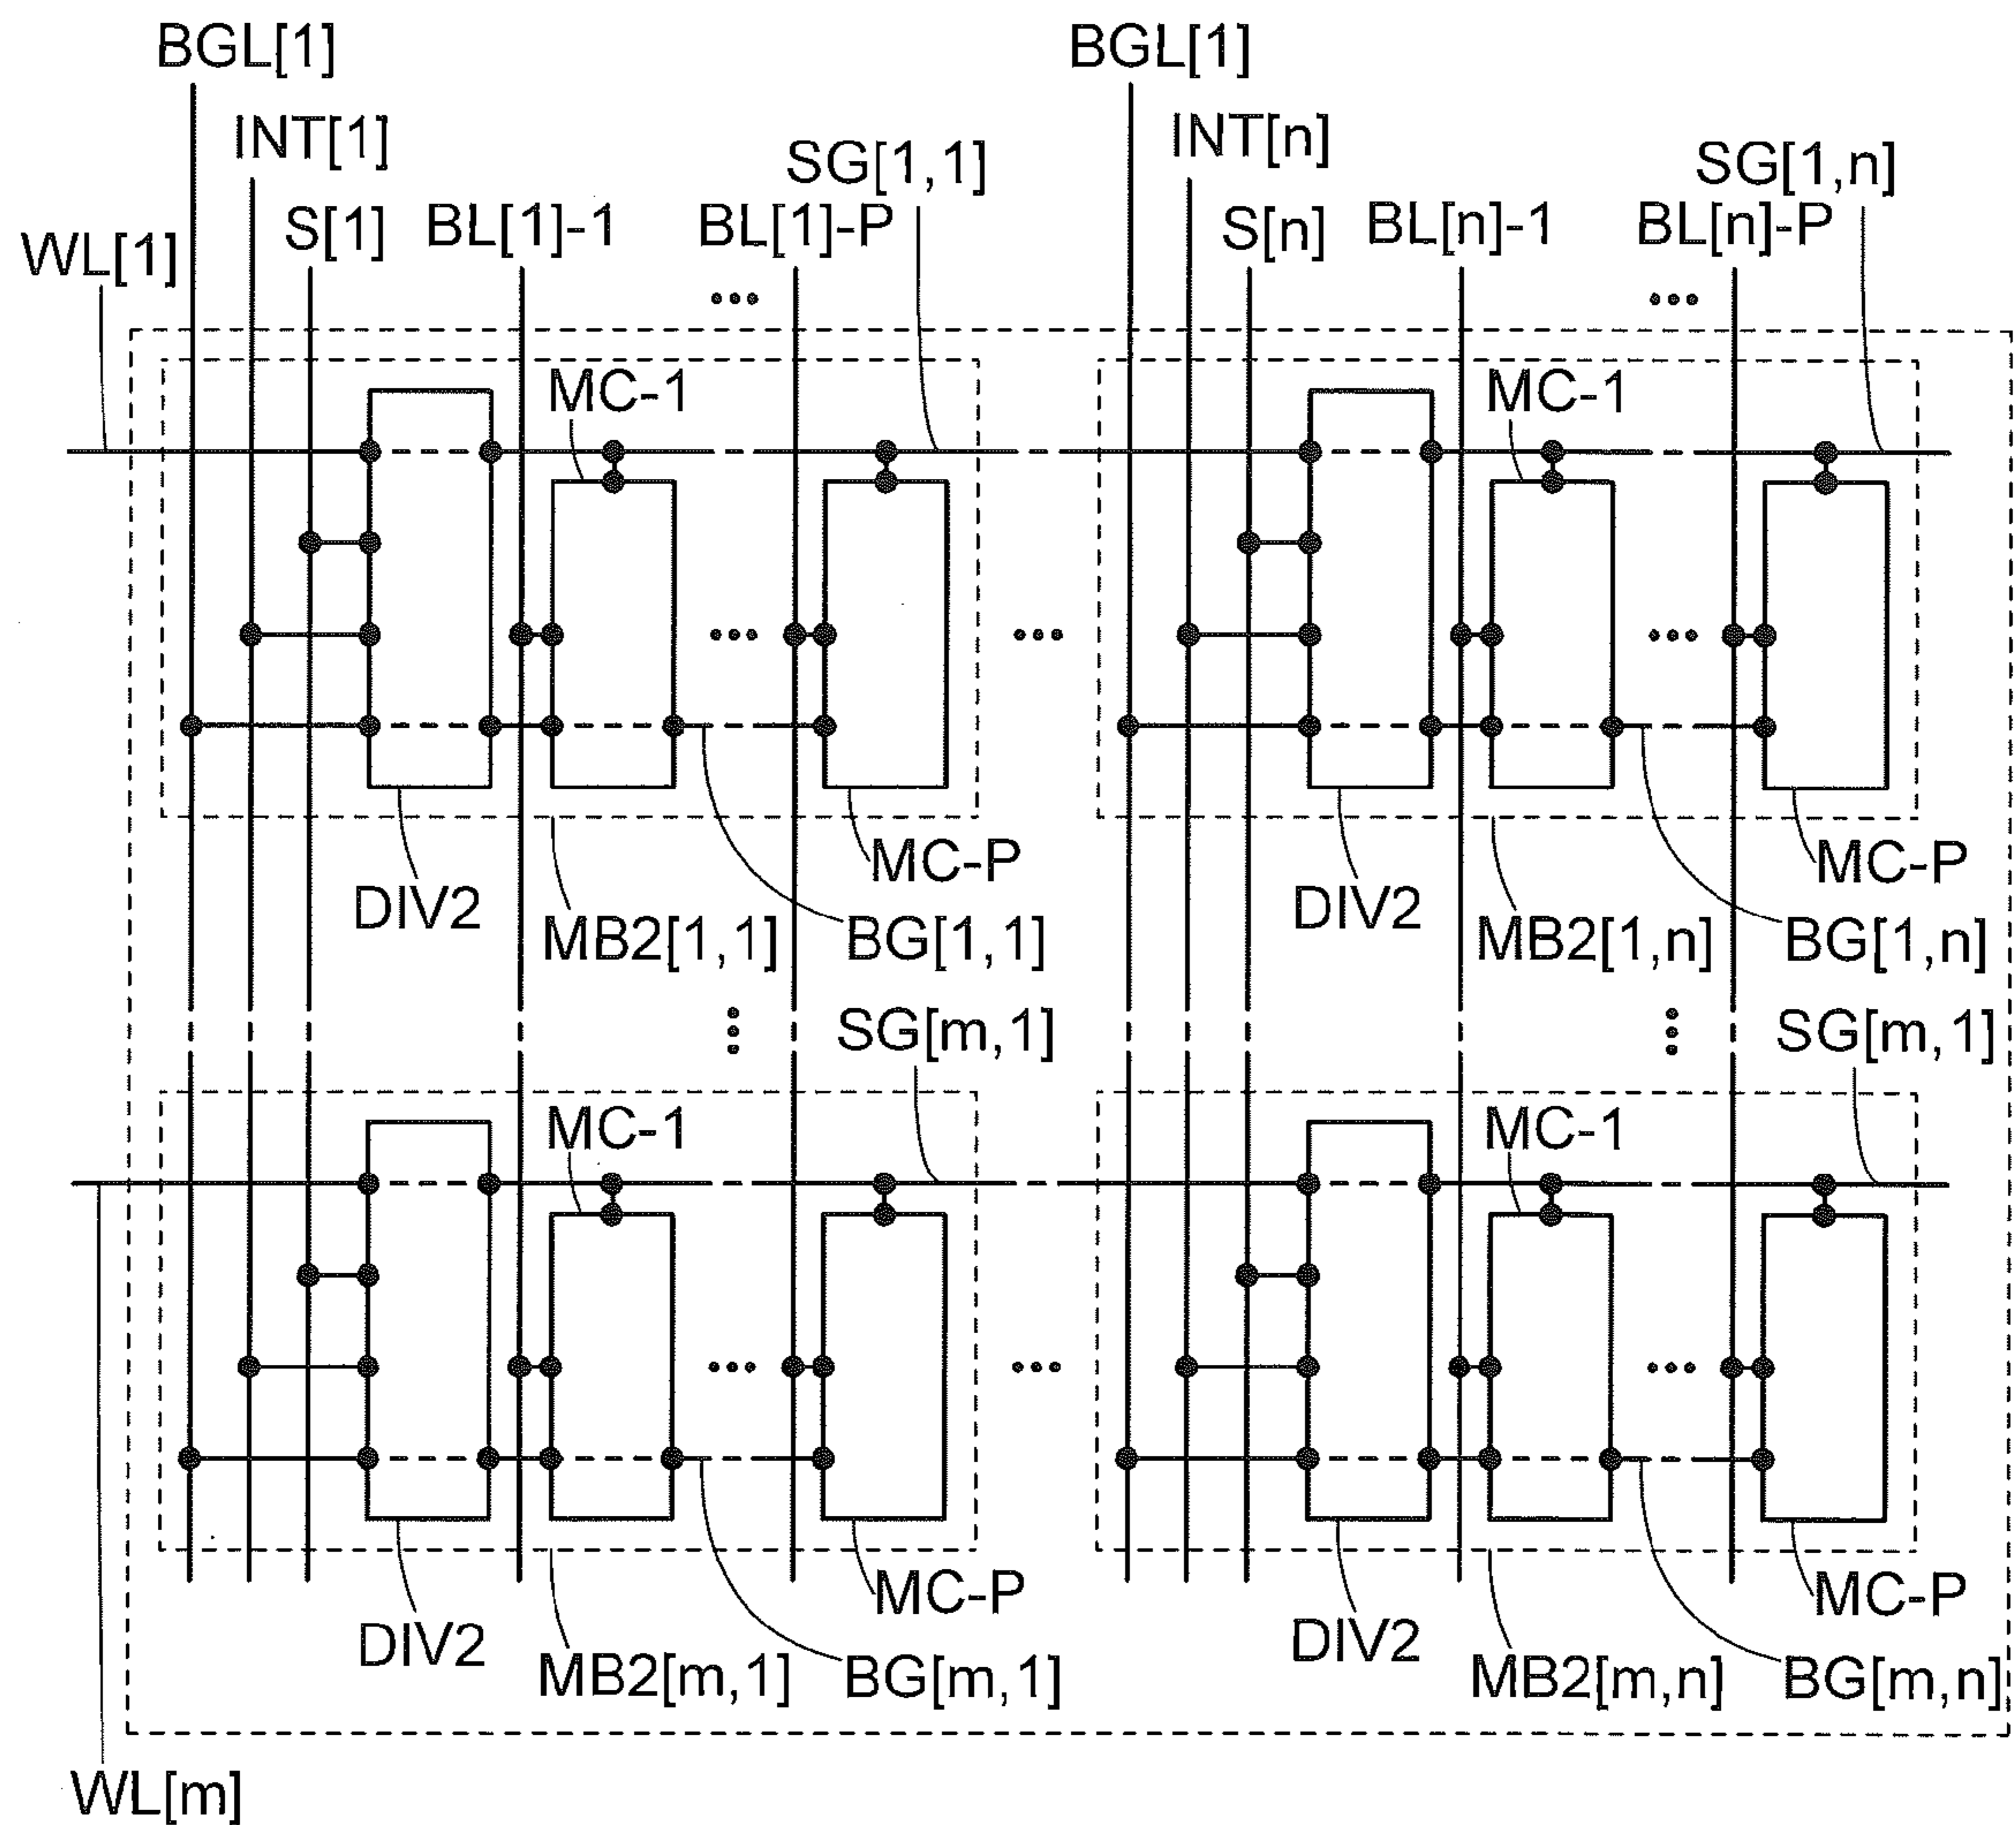 BGL[1] BGL[1]
INT[1] INT[n]
SG[1,1] SG[1,n]
S[1] BL[1]-1 BL[1]-P S[n] BL[n]-1 BL[n]-P
WL[1]
MC-1 MC-1
MC-P MC-P
DIV2 DIV2
MB2[1,1] BG[1,1] MB2[1,n] BG[1,n]
SG[m,1] SG[m,1]
MC-1 MC-1
MC-P MC-P
DIV2 DIV2
MB2[m,1] BG[m,1] MB2[m,n] BG[m,n]
WL[m]